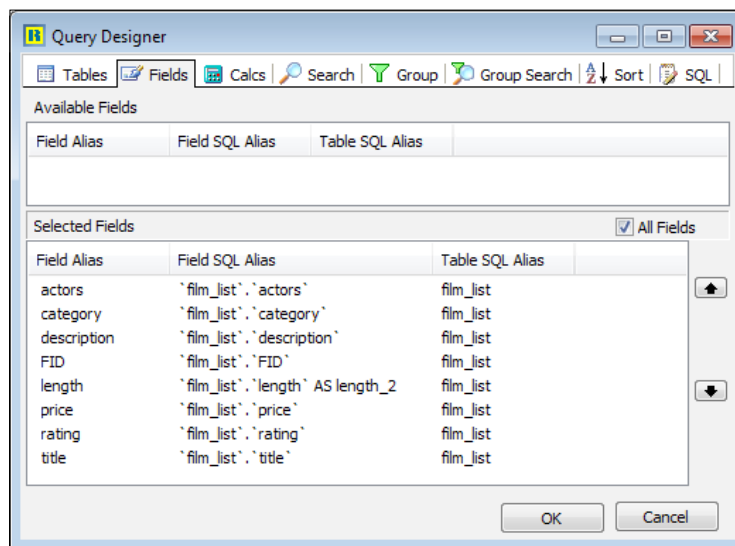 Query Designer
Tables Fields Calcs Search Group Group Search Sort SQL
Available Fields
Field Alias Field SQL Alias Table SQL Alias
Selected Fields All Fields
Field Alias Field SQL Alias Table SQL Alias
actors `film_list`.`actors` film_list
category `film_list`.`category` film_list
description `film_list`.`description` film_list
FID `film_list`.`FID` film_list
length `film_list`.`length` AS length_2 film_list
price `film_list`.`price` film_list
rating `film_list`.`rating` film_list
title `film_list`.`title` film_list
OK Cancel